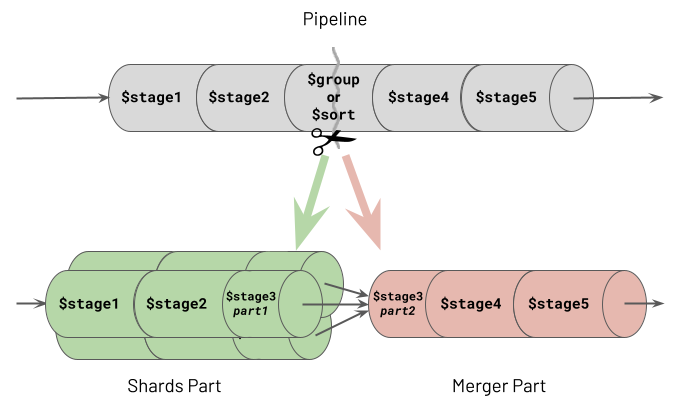 Pipeline
$stage1
$stage2
$group
or
$sort
$stage4
$stage5
$stage1
$stage2
$stage3
part1
$stage3
part2
$stage4
$stage5
Shards Part
Merger Part